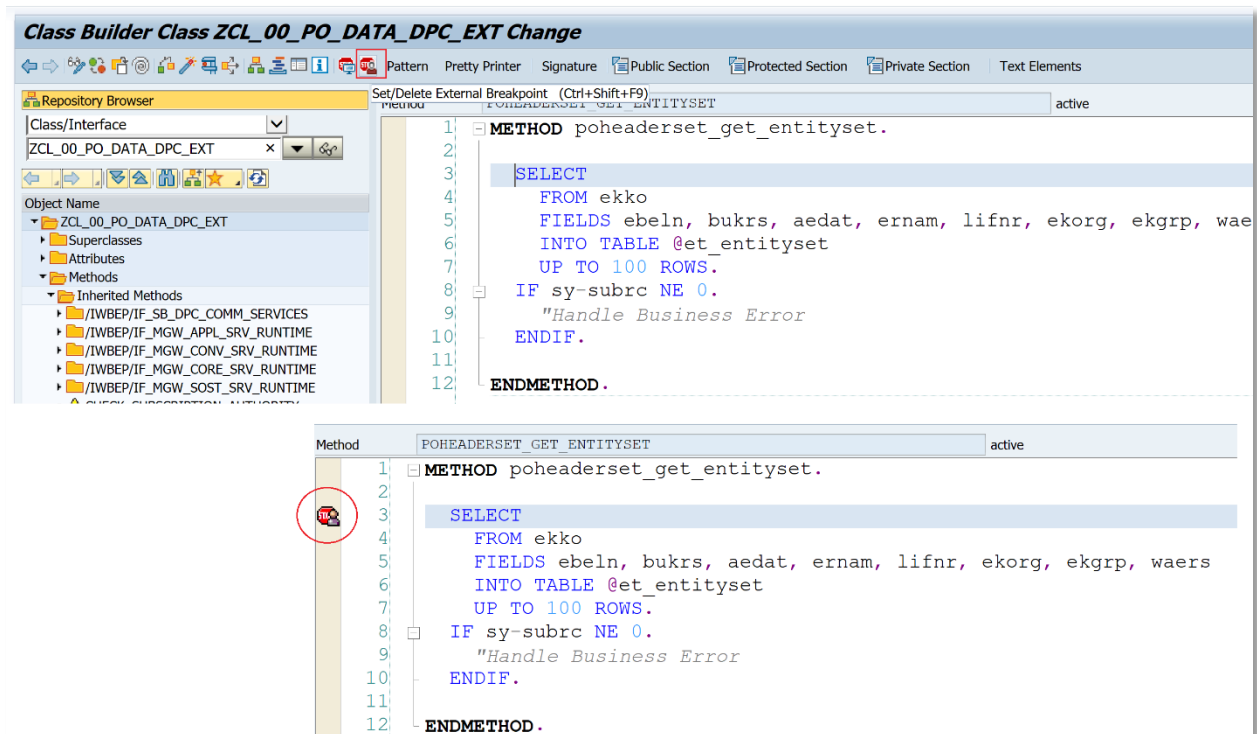 Class Builder Class ZCL_00_PO_DATA_DPC_EXT Change
Pattern Pretty Printer Signature Public Section Protected Section Private Section Text Elements
Repository Browser
Set/Delete External Breakpoint (Ctrl+Shift+F9)
Class/Interface
ZCL_00_PO_DATA_DPC_EXT
Object Name
ZCL_00_PO_DATA_DPC_EXT
Superclasses
Attributes
Methods
Inherited Methods
/IWBEP/IF_SB_DPC_COMM_SERVICES
/IWBEP/IF_MGW_APPL_SRV_RUNTIME
/IWBEP/IF_MGW_CONV_SRV_RUNTIME
/IWBEP/IF_MGW_CORE_SRV_RUNTIME
/IWBEP/IF_MGW_SOST_SRV_RUNTIME
Method POHEADERSET_GET_ENTITYSET active
1 METHOD poheaderset_get_entityset.
2
3 SELECT
4 FROM ekko
5 FIELDS ebeln, bukrs, aedat, ernam, lifnr, ekorg, ekgrp, wae
6 INTO TABLE @et_entityset
7 UP TO 100 ROWS.
8 IF sy-subrc NE 0.
9 "Handle Business Error
10 ENDIF.
11
12 ENDMETHOD.
Method POHEADERSET_GET_ENTITYSET active
1 METHOD poheaderset_get_entityset.
2
3 SELECT
4 FROM ekko
5 FIELDS ebeln, bukrs, aedat, ernam, lifnr, ekorg, ekgrp, waers
6 INTO TABLE @et_entityset
7 UP TO 100 ROWS.
8 IF sy-subrc NE 0.
9 "Handle Business Error
10 ENDIF.
11
12 ENDMETHOD.